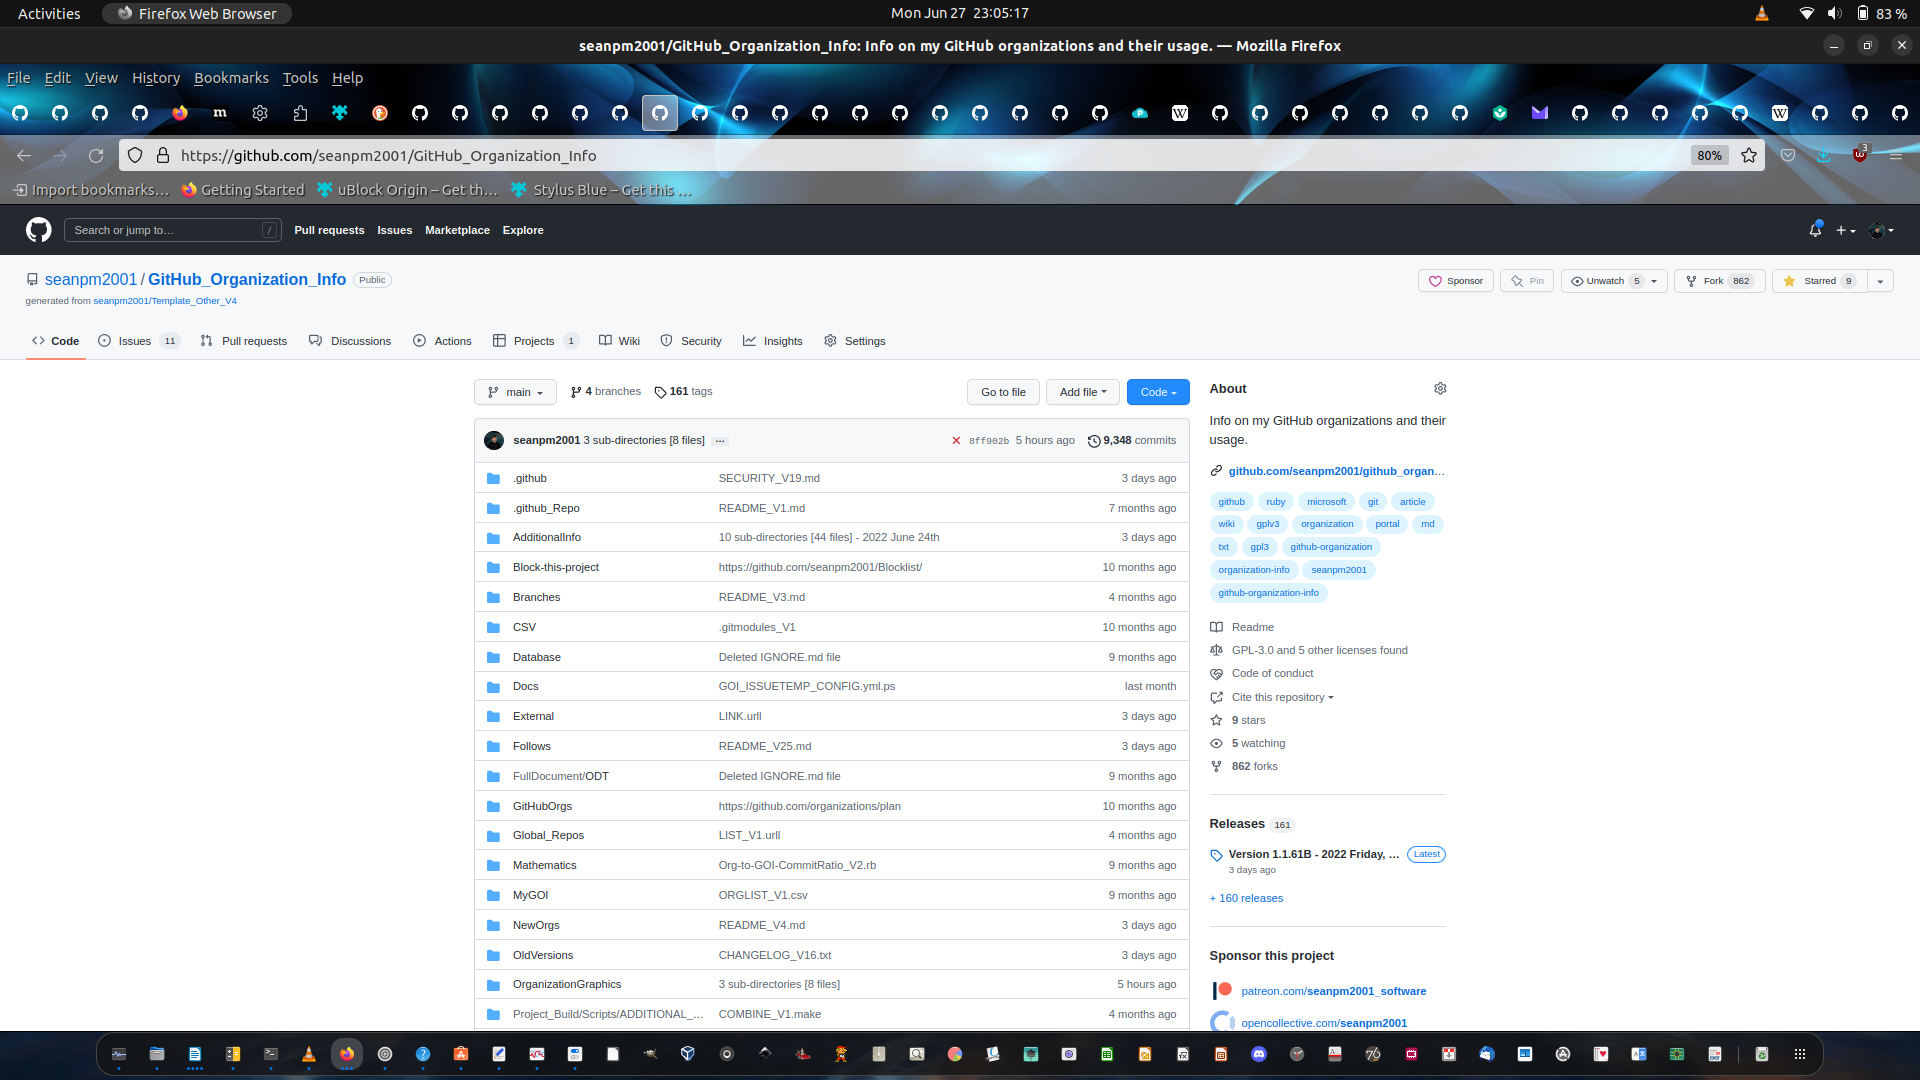 Activities Firefox Web Browser Mon Jun 27 23:05:17 83 %
seanpm2001/GitHub_Organization_Info: Info on my GitHub organizations and their usage. — Mozilla Firefox
File Edit View History Bookmarks Tools Help
https://github.com/seanpm2001/GitHub_Organization_Info 80% 3
Import bookmarks... Getting Started uBlock Origin – Get th... Stylus Blue – Get this ...
Search or jump to... / Pull requests Issues Marketplace Explore
seanpm2001 / GitHub_Organization_Info Public Sponsor Pin Unwatch 5 Fork 862 Starred 9
generated from seanpm2001/Template_Other_V4
Code Issues 11 Pull requests Discussions Actions Projects 1 Wiki Security Insights Settings
main 4 branches 161 tags Go to file Add file Code
seanpm2001 3 sub-directories [8 files] ... 8ff902b 5 hours ago 9,348 commits
.github SECURITY_V19.md 3 days ago
.github_Repo README_V1.md 7 months ago
AdditionalInfo 10 sub-directories [44 files] - 2022 June 24th 3 days ago
Block-this-project https://github.com/seanpm2001/Blocklist/ 10 months ago
Branches README_V3.md 4 months ago
CSV .gitmodules_V1 10 months ago
Database Deleted IGNORE.md file 9 months ago
Docs GOI_ISSUETEMP_CONFIG.yml.ps last month
External LINK.urll 3 days ago
Follows README_V25.md 3 days ago
FullDocument/ODT Deleted IGNORE.md file 9 months ago
GitHubOrgs https://github.com/organizations/plan 10 months ago
Global_Repos LIST_V1.urll 4 months ago
Mathematics Org-to-GOI-CommitRatio_V2.rb 9 months ago
MyGOI ORGLIST_V1.csv 9 months ago
NewOrgs README_V4.md 3 days ago
OldVersions CHANGELOG_V16.txt 3 days ago
OrganizationGraphics 3 sub-directories [8 files] 5 hours ago
Project_Build/Scripts/ADDITIONAL_... COMBINE_V1.make 4 months ago
About
Info on my GitHub organizations and their
usage.
github.com/seanpm2001/github_organ...
github ruby microsoft git article
wiki gplv3 organization portal md
txt gpl3 github-organization
organization-info seanpm2001
github-organization-info
Readme
GPL-3.0 and 5 other licenses found
Code of conduct
Cite this repository
9 stars
5 watching
862 forks
Releases 161
Version 1.1.61B - 2022 Friday, ... Latest
3 days ago
+ 160 releases
Sponsor this project
patreon.com/seanpm2001_software
opencollective.com/seanpm2001